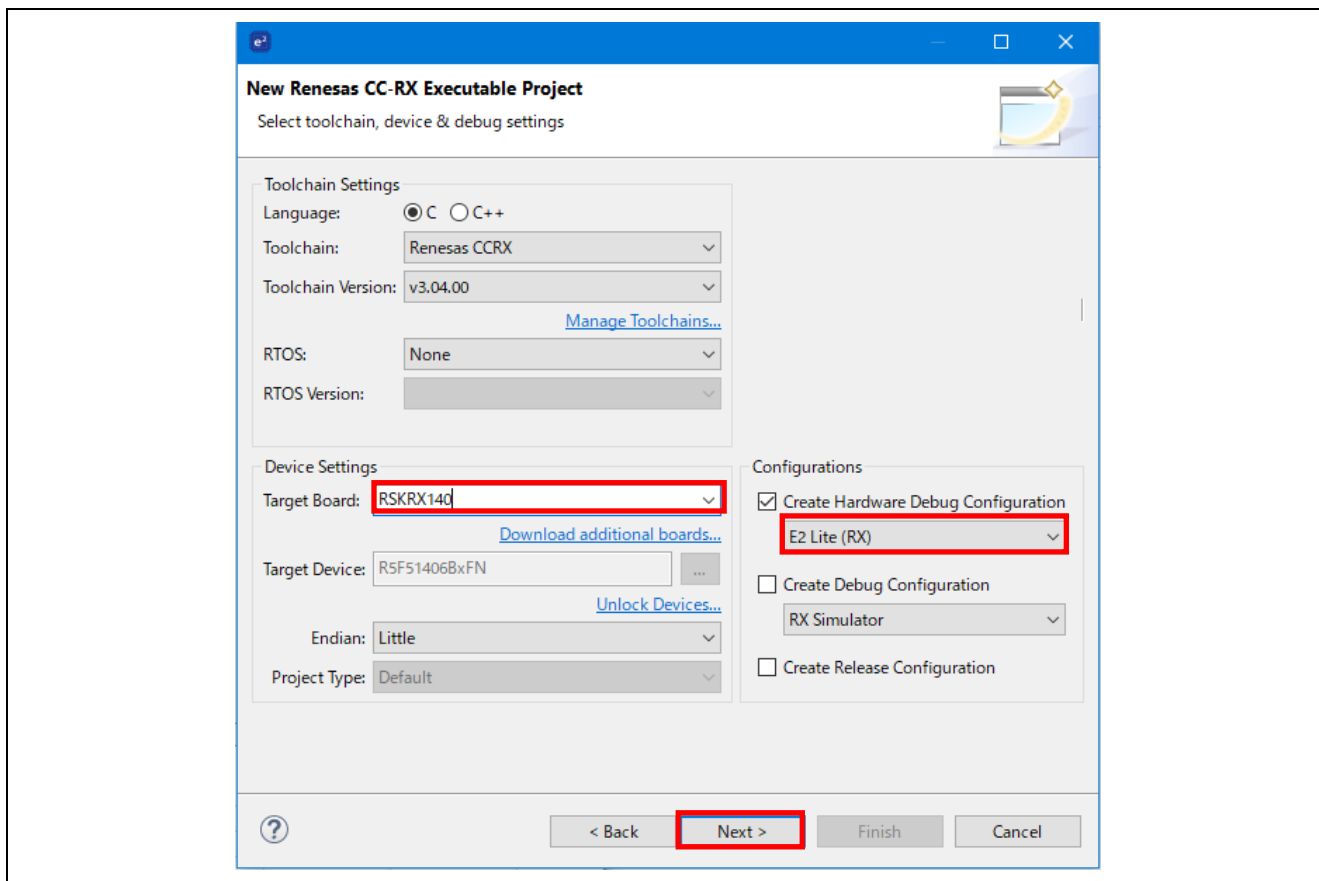 e²
New Renesas CC-RX Executable Project
Select toolchain, device & debug settings
Toolchain Settings
Language: C C++
Toolchain: Renesas CCRX
Toolchain Version: v3.04.00
Manage Toolchains...
RTOS: None
RTOS Version:
Device Settings
Target Board: RSKRX140
Download additional boards...
Target Device: R5F51406BxFN ...
Unlock Devices...
Endian: Little
Project Type: Default
Configurations
Create Hardware Debug Configuration
E2 Lite (RX)
Create Debug Configuration
RX Simulator
Create Release Configuration
? < Back Next > Finish Cancel